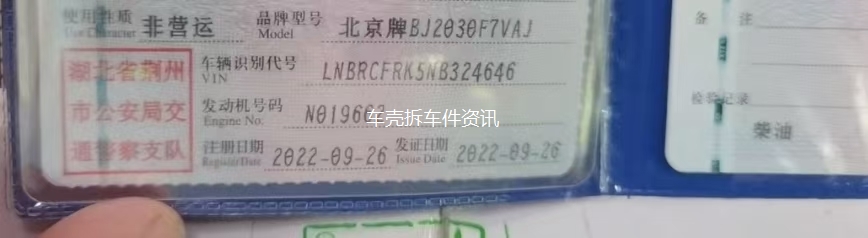 使用性质 非营运 品牌型号 北京牌BJ2030F7VAJ
Use Character Model
湖北省荆州 车辆识别代号 LNBRCFRK5NB324646
VIN
市公安局交 发动机号码 N01966
Engine No.
车壳拆车件资讯
通警察支队 注册日期 2022-09-26 发证日期 2022-09-26
Register Date Issue Date
备 注
检验记录
柴油